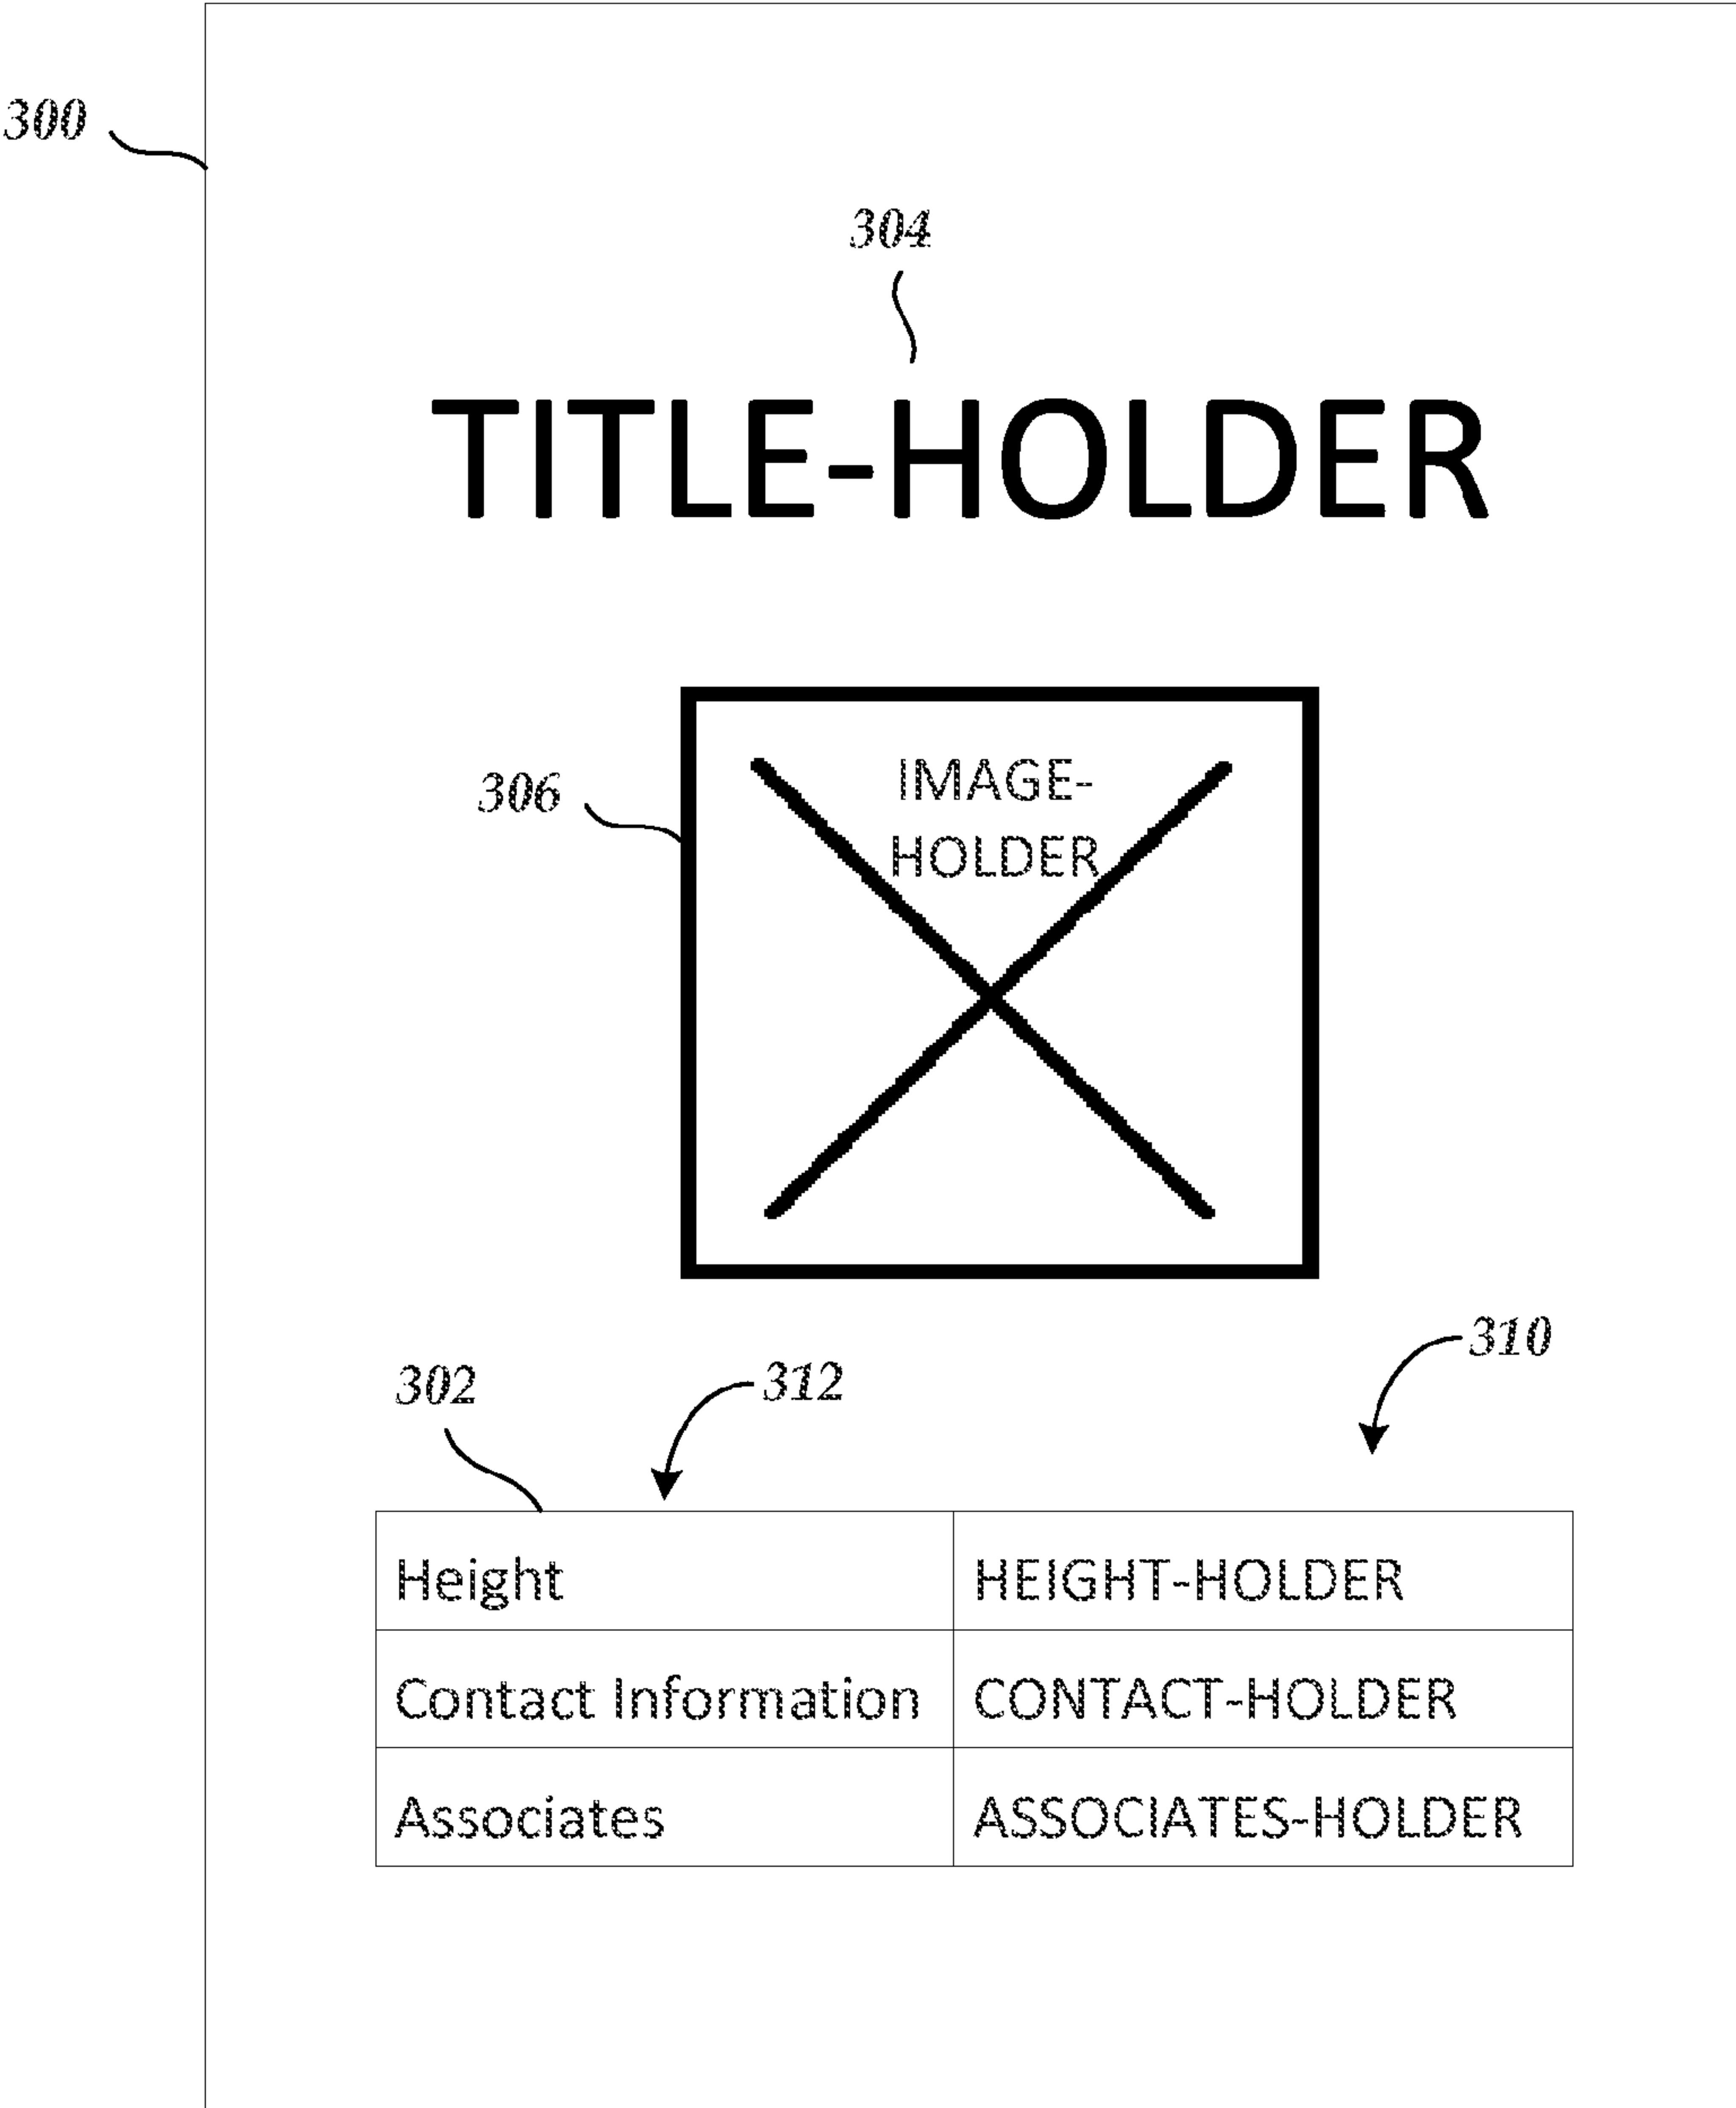 300
304
TITLE-HOLDER
306
IMAGE-
HOLDER
310
302
312
Height HEIGHT-HOLDER
Contact Information CONTACT-HOLDER
Associates ASSOCIATES-HOLDER